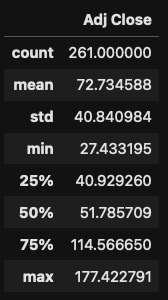 Adj Close
count 261.000000
mean 72.734588
std 40.840984
min 27.433195
25% 40.929260
50% 51.785709
75% 114.566650
max 177.422791